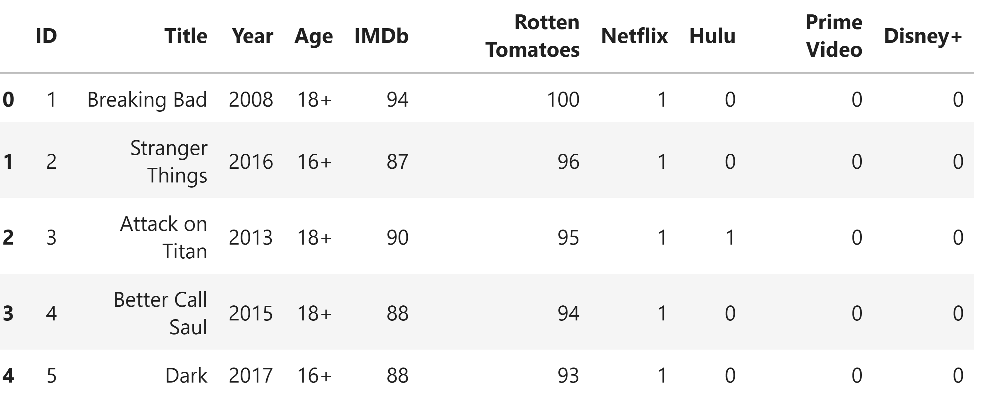 ID Title Year Age IMDb Rotten Tomatoes Netflix Hulu Prime Video Disney+
0 1 Breaking Bad 2008 18+ 94 100 1 0 0 0
1 2 Stranger Things 2016 16+ 87 96 1 0 0 0
2 3 Attack on Titan 2013 18+ 90 95 1 1 0 0
3 4 Better Call Saul 2015 18+ 88 94 1 0 0 0
4 5 Dark 2017 16+ 88 93 1 0 0 0